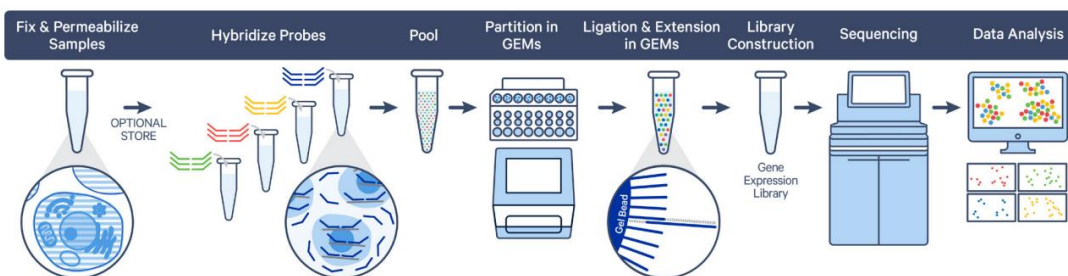 Fix & Permeabilize
Samples
Hybridize Probes
Pool
Partition in
GEMs
Ligation & Extension
in GEMs
Library
Construction
Sequencing
Data Analysis
OPTIONAL
STORE
Gel Bead
Gene
Expression
Library